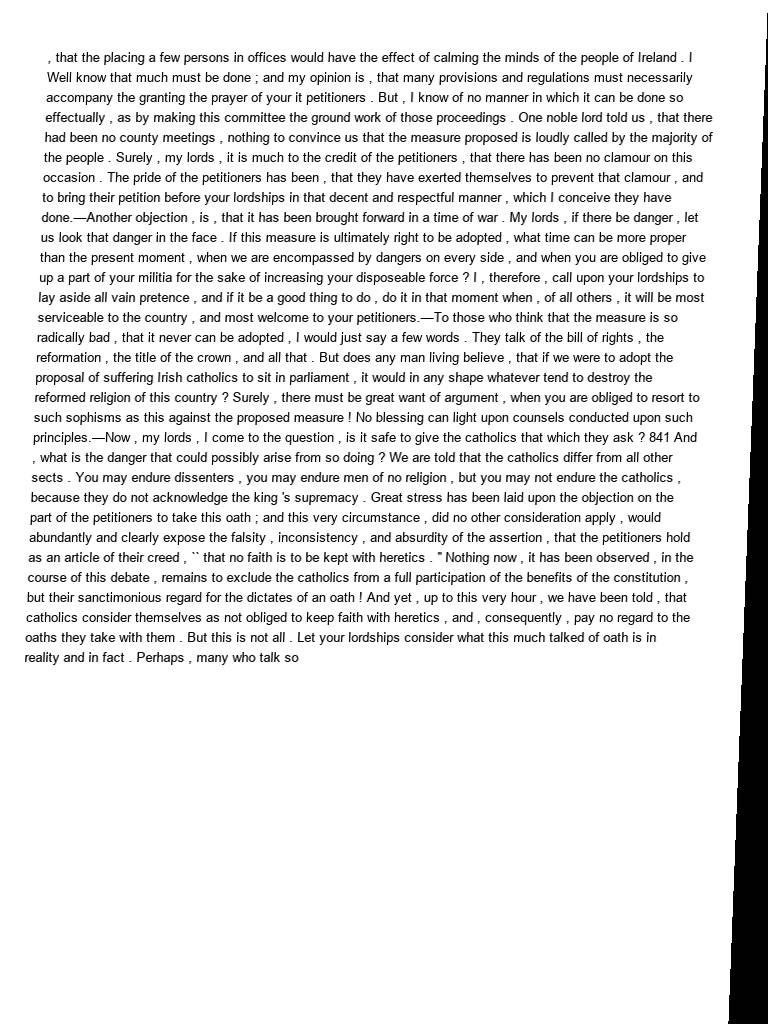 , that the placing a few persons in offices would have the effect of calming the minds of the people of Ireland . I
Well know that much must be done ; and my opinion is , that many provisions and regulations must necessarily
accompany the granting the prayer of your it petitioners . But , I know of no manner in which it can be done so
effectually , as by making this committee the ground work of those proceedings . One noble lord told us , that there
had been no county meetings , nothing to convince us that the measure proposed is loudly called by the majority of
the people . Surely , my lords , it is much to the credit of the petitioners , that there has been no clamour on this
occasion . The pride of the petitioners has been , that they have exerted themselves to prevent that clamour , and
to bring their petition before your lordships in that decent and respectful manner , which I conceive they have
done.—Another objection , is , that it has been brought forward in a time of war . My lords , if there be danger , let
us look that danger in the face . If this measure is ultimately right to be adopted , what time can be more proper
than the present moment , when we are encompassed by dangers on every side , and when you are obliged to give
up a part of your militia for the sake of increasing your disposeable force ? I , therefore , call upon your lordships to
lay aside all vain pretence , and if it be a good thing to do , do it in that moment when , of all others , it will be most
serviceable to the country , and most welcome to your petitioners.—To those who think that the measure is so
radically bad , that it never can be adopted , I would just say a few words . They talk of the bill of rights , the
reformation , the title of the crown , and all that . But does any man living believe , that if we were to adopt the
proposal of suffering Irish catholics to sit in parliament , it would in any shape whatever tend to destroy the
reformed religion of this country ? Surely , there must be great want of argument , when you are obliged to resort to
such sophisms as this against the proposed measure ! No blessing can light upon counsels conducted upon such
principles.—Now , my lords , I come to the question , is it safe to give the catholics that which they ask ? 841 And
, what is the danger that could possibly arise from so doing ? We are told that the catholics differ from all other
sects . You may endure dissenters , you may endure men of no religion , but you may not endure the catholics ,
because they do not acknowledge the king 's supremacy . Great stress has been laid upon the objection on the
part of the petitioners to take this oath ; and this very circumstance , did no other consideration apply , would
abundantly and clearly expose the falsity , inconsistency , and absurdity of the assertion , that the petitioners hold
as an article of their creed , `` that no faith is to be kept with heretics . " Nothing now , it has been observed , in the
course of this debate , remains to exclude the catholics from a full participation of the benefits of the constitution ,
but their sanctimonious regard for the dictates of an oath ! And yet , up to this very hour , we have been told , that
catholics consider themselves as not obliged to keep faith with heretics , and , consequently , pay no regard to the
oaths they take with them . But this is not all . Let your lordships consider what this much talked of oath is in
reality and in fact . Perhaps , many who talk so